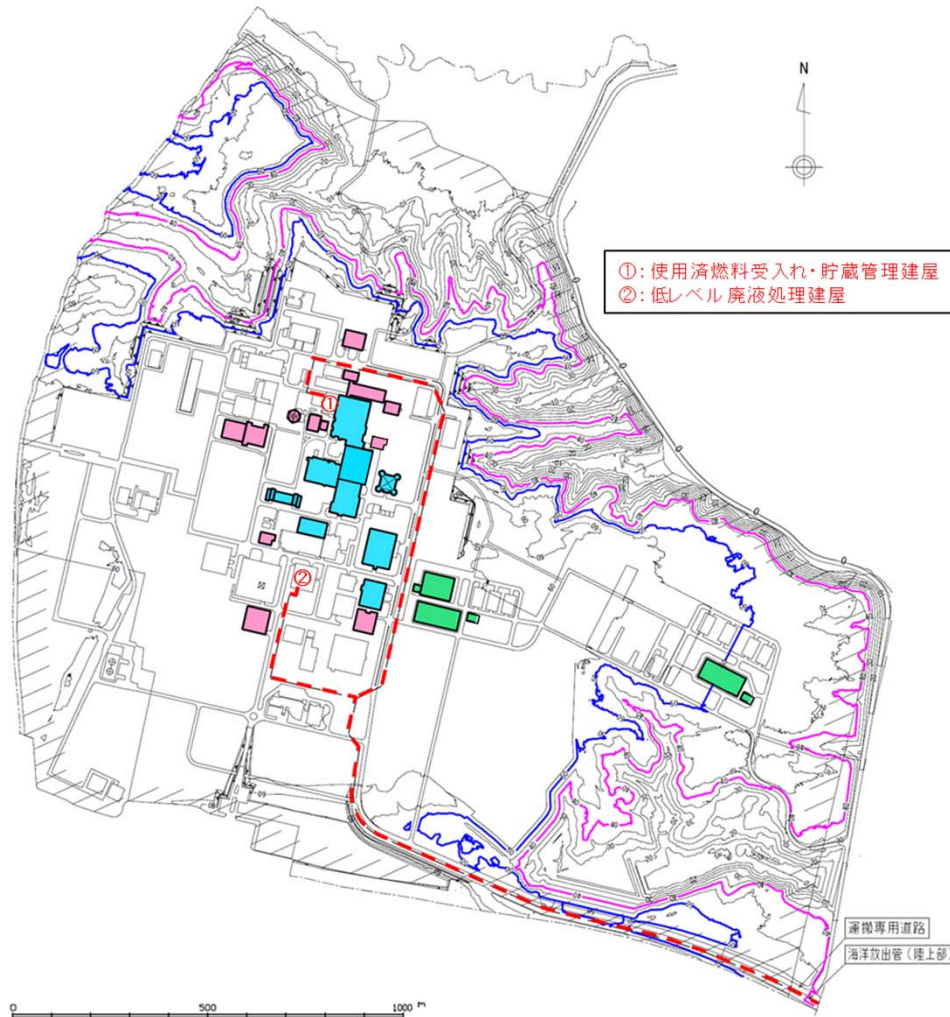 N
①：使用済燃料受入れ・貯蔵管理建屋
②：低レベル廃液処理建屋
①
②
運搬専用道路
海洋放出管（陸上部）
0 500 1000 m